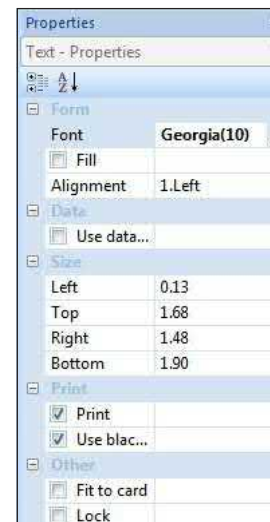 Properties
Text - Properties
Form
Font Georgia(10)
Fill
Alignment 1.Left
Data
Use data...
Size
Left 0.13
Top 1.68
Right 1.48
Bottom 1.90
Print
Print
Use blac...
Other
Fit to card
Lock